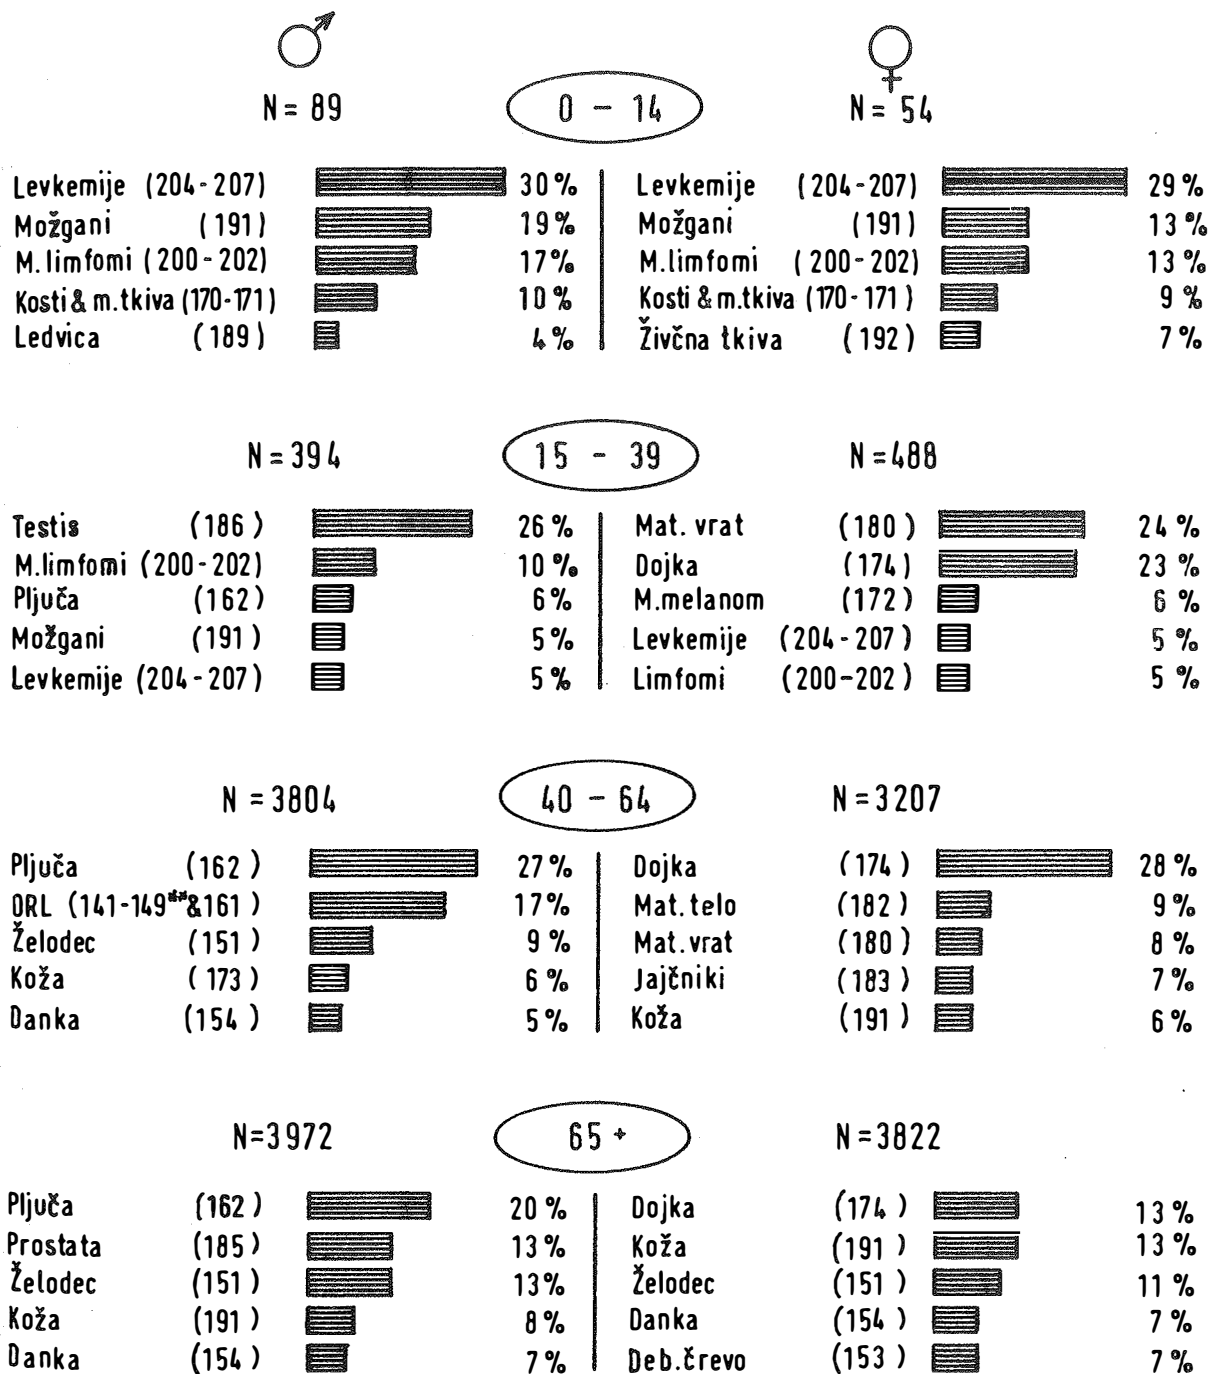 N = 89 0 – 14 N = 54
Levkemije (204-207) 30% Levkemije (204-207) 29%
Možgani (191) 19% Možgani (191) 13%
M.limfomi (200-202) 17% M.limfomi (200-202) 13%
Kosti & m.tkiva (170-171) 10% Kosti & m.tkiva (170-171) 9%
Ledvica (189) 4% Živčna tkiva (192) 7%
N = 394 15 – 39 N = 488
Testis (186) 26% Mat. vrat (180) 24%
M.limfomi (200-202) 10% Dojka (174) 23%
Pljuča (162) 6% M.melanom (172) 6%
Možgani (191) 5% Levkemije (204-207) 5%
Levkemije (204-207) 5% Limfomi (200-202) 5%
N = 3804 40 – 64 N = 3207
Pljuča (162) 27% Dojka (174) 28%
ORL (141-149**&161) 17% Mat.telo (182) 9%
Želodec (151) 9% Mat.vrat (180) 8%
Koža (173) 6% Jajčniki (183) 7%
Danka (154) 5% Koža (191) 6%
N=3972 65+ N=3822
Pljuča (162) 20% Dojka (174) 13%
Prostata (185) 13% Koža (191) 13%
Želodec (151) 13% Želodec (151) 11%
Koža (191) 8% Danka (154) 7%
Danka (154) 7% Deb.črevo (153) 7%